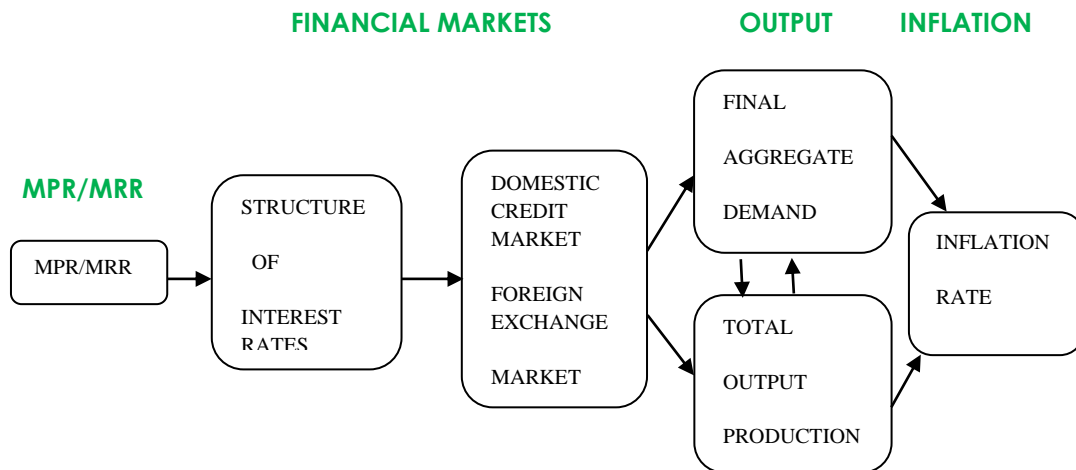 FINANCIAL MARKETS
OUTPUT
INFLATION
MPR/MRR
MPR/MRR
STRUCTURE
OF
INTEREST
RATES
DOMESTIC
CREDIT
MARKET
FOREIGN
EXCHANGE
MARKET
FINAL
AGGREGATE
DEMAND
TOTAL
OUTPUT
PRODUCTION
INFLATION
RATE